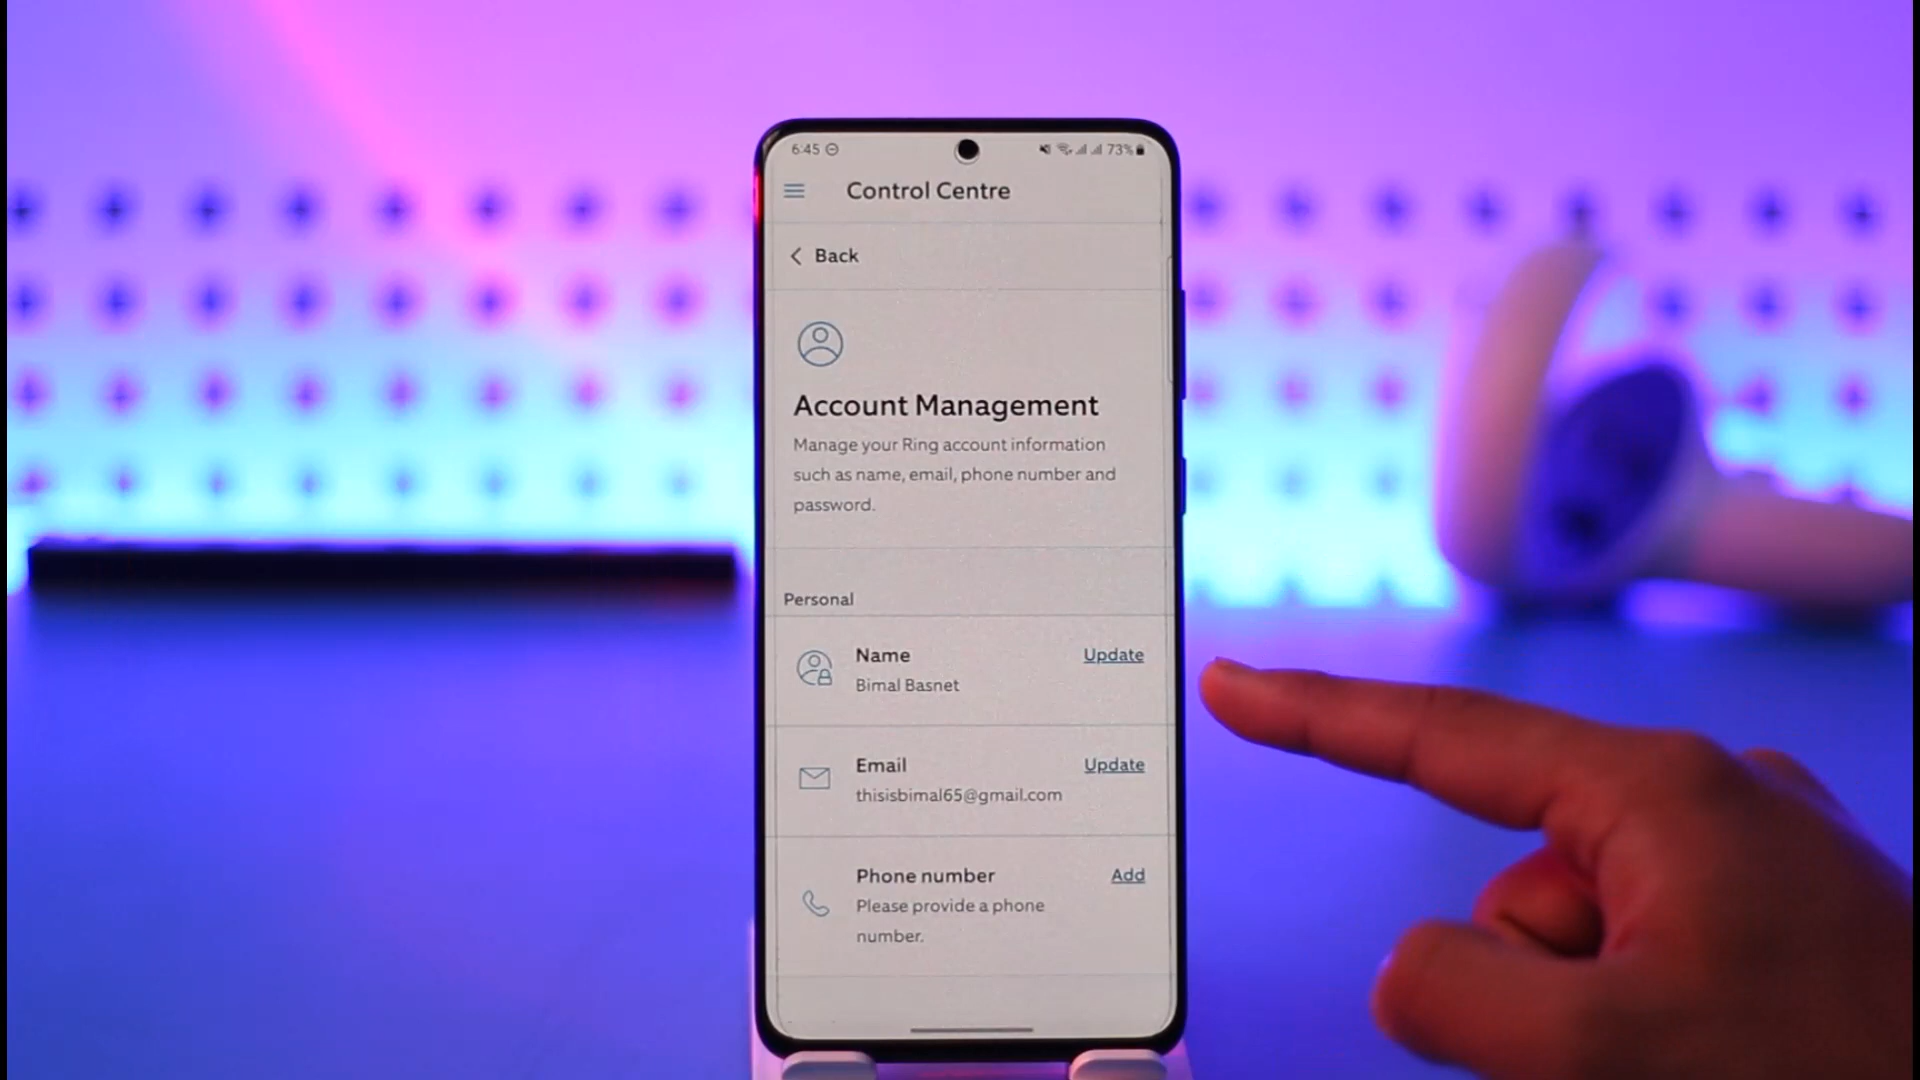 6:45
73%
Control Centre
Back
Account Management
Manage your Ring account information
such as name, email, phone number and
password.
Personal
Name
Update
Bimal Basnet
Email
Update
thisisbimal65@gmail.com
Phone number
Add
Please provide a phone
number.